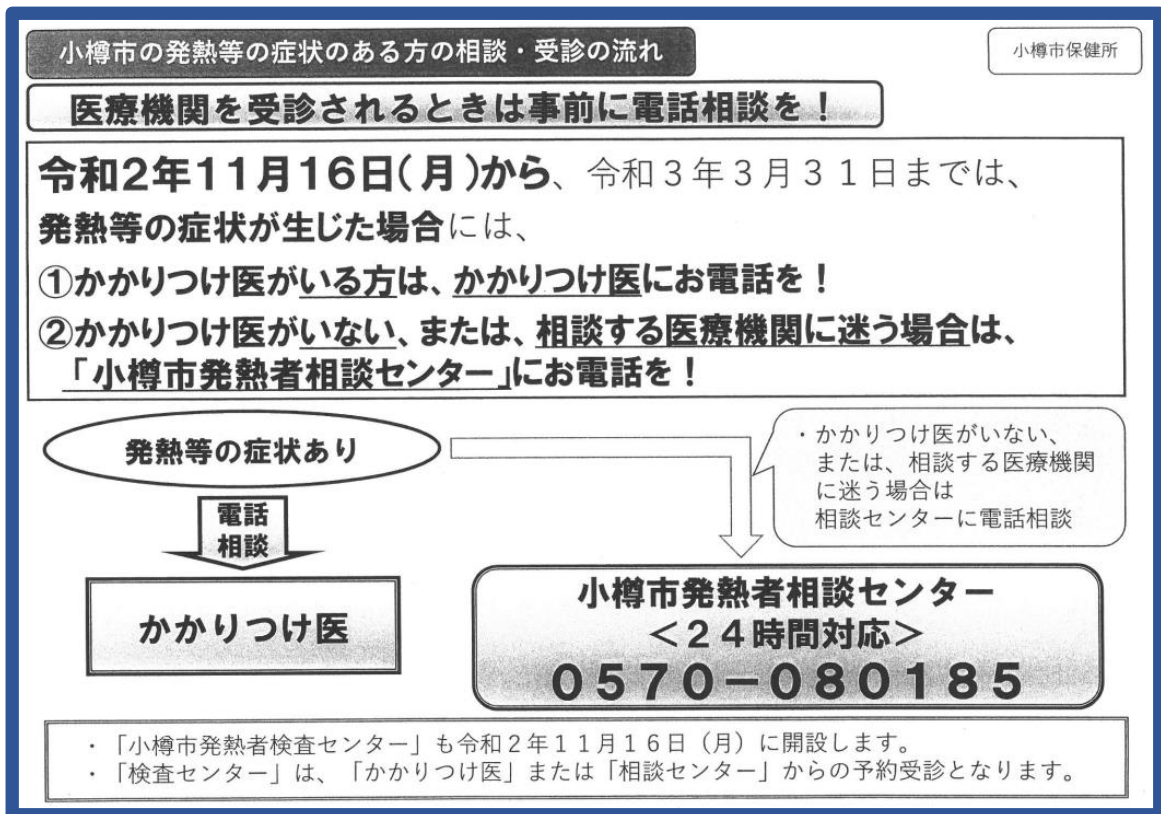 小樽市の発熱等の症状のある方の相談・受診の流れ
小樽市保健所
医療機関を受診されるときは事前に電話相談を！
令和２年１１月１６日（月）から、令和３年３月３１日までは、
発熱等の症状が生じた場合には、
①かかりつけ医がいる方は、かかりつけ医にお電話を！
②かかりつけ医がいない、または、相談する医療機関に迷う場合は、
「小樽市発熱者相談センター」にお電話を！
発熱等の症状あり
・かかりつけ医がいない、
または、相談する医療機関
に迷う場合は
相談センターに電話相談
電話
相談
かかりつけ医
小樽市発熱者相談センター
＜２４時間対応＞
０５７０－０８０１８５
・「小樽市発熱者検査センター」も令和２年１１月１６日（月）に開設します。
・「検査センター」は、「かかりつけ医」または「相談センター」からの予約受診となります。